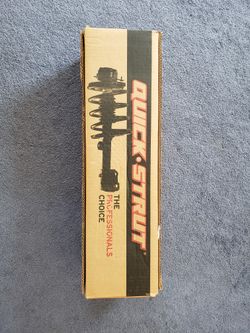 QUICK-STRUT
THE
PROFESSIONALS
CHOICE